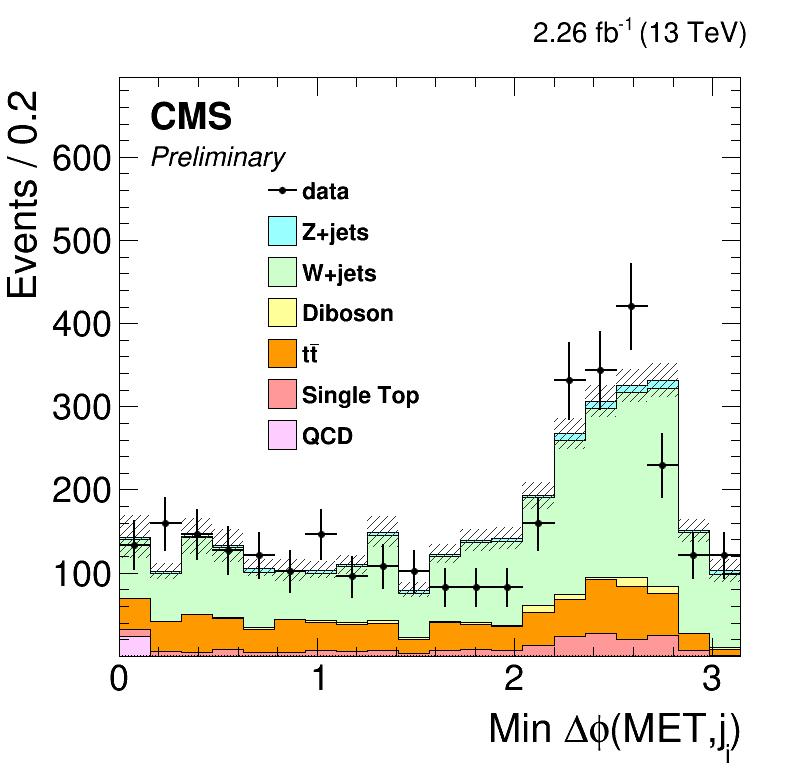 2.26 fb⁻¹ (13 TeV)
Events / 0.2
CMS
Preliminary
data
Z+jets
W+jets
Diboson
tt̄
Single Top
QCD
600
500
400
300
200
100
0 1 2 3
Min Δϕ(MET,jᵢ)